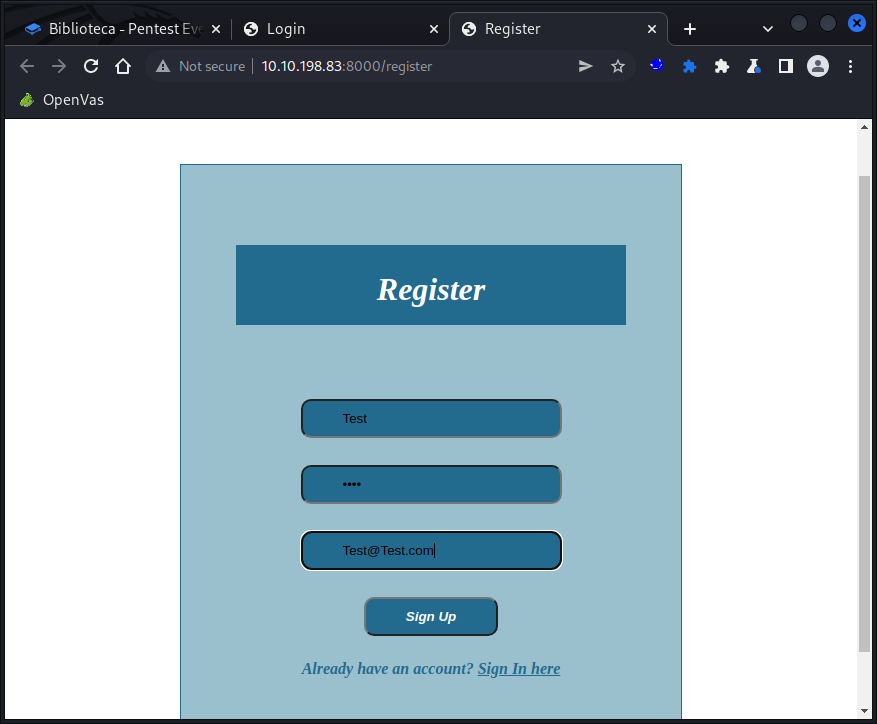 Biblioteca - Pentest Eve
Login
Register
Not secure
10.10.198.83:8000/register
OpenVas
Register
Test
••••
Test@Test.com
Sign Up
Already have an account? Sign In here